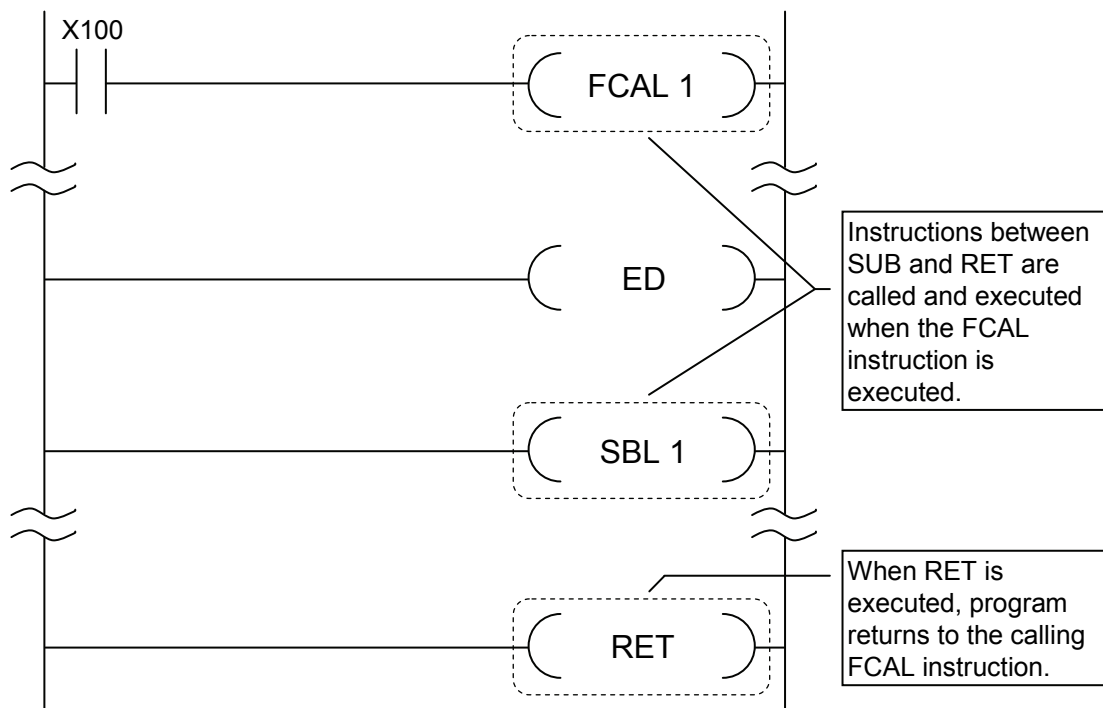 X100
FCAL 1
ED
Instructions between
SUB and RET are
called and executed
when the FCAL
instruction is
executed.
SBL 1
When RET is
executed, program
returns to the calling
FCAL instruction.
RET